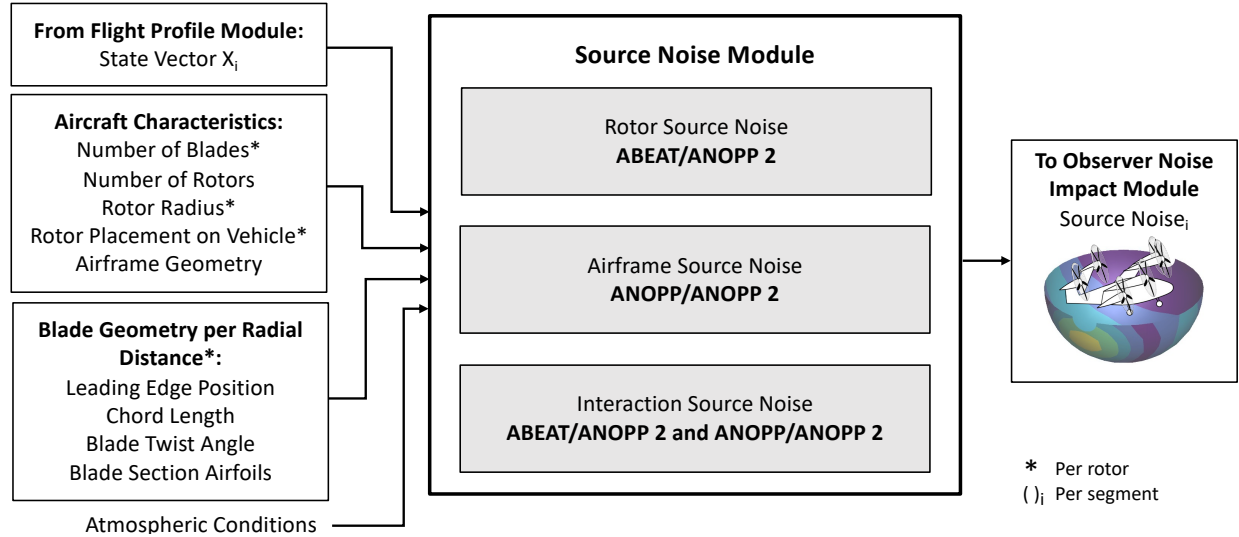 From Flight Profile Module:
State Vector Xi
Aircraft Characteristics:
Number of Blades*
Number of Rotors
Rotor Radius*
Rotor Placement on Vehicle*
Airframe Geometry
Blade Geometry per Radial
Distance*:
Leading Edge Position
Chord Length
Blade Twist Angle
Blade Section Airfoils
Atmospheric Conditions
Source Noise Module
Rotor Source Noise
ABEAT/ANOPP 2
Airframe Source Noise
ANOPP/ANOPP 2
Interaction Source Noise
ABEAT/ANOPP 2 and ANOPP/ANOPP 2
To Observer Noise
Impact Module
Source Noisei
* Per rotor
( )i Per segment